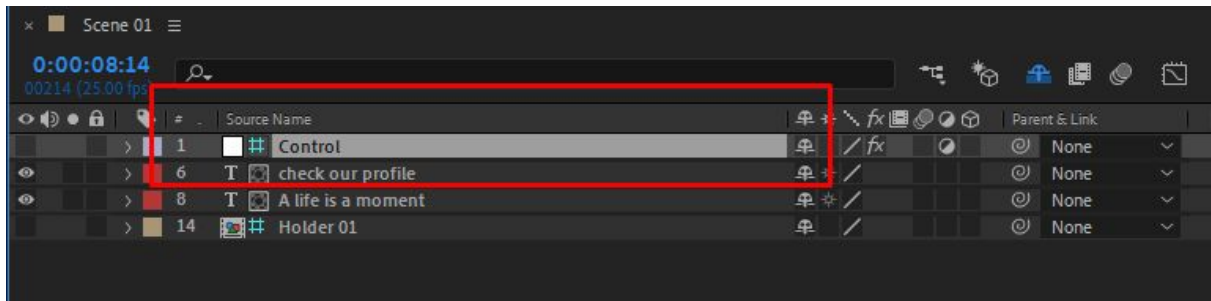 Scene 01
0:00:08:14
00214 (25.00 fps)
# Source Name Parent & Link
1 Control fx None
6 T check our profile None
8 T A life is a moment None
14 Holder 01 None